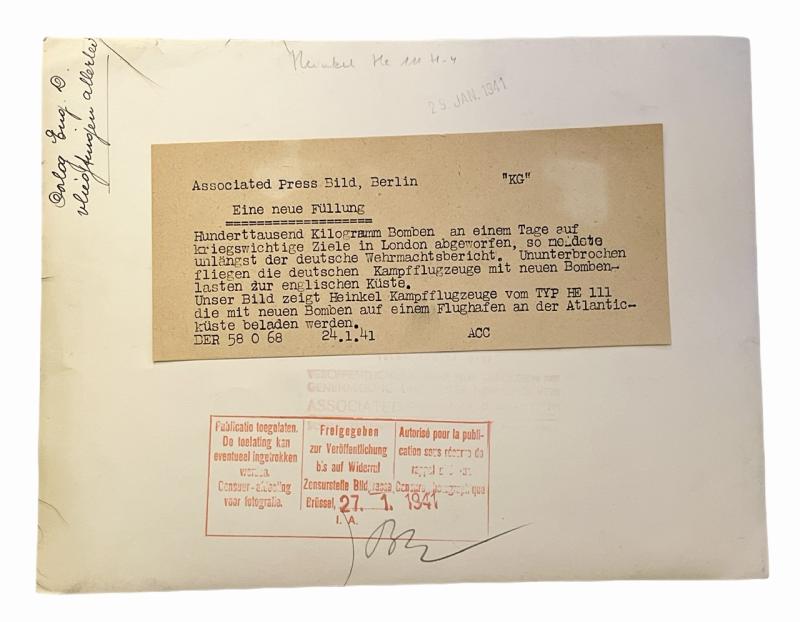 Oorlog Eng. D.
vliegtuigen allerlei
Heinkel He 111 H-4
29. JAN. 1941
Associated Press Bild, Berlin "KG"
Eine neue Füllung
Hunderttausend Kilogramm Bomben an einem Tage auf
kriegswichtige Ziele in London abgeworfen, so meldete
unlängst der deutsche Wehrmachtsbericht. Ununterbrochen
fliegen die deutschen Kampfflugzeuge mit neuen Bomben-
lasten zur englischen Küste.
Unser Bild zeigt Heinkel Kampfflugzeuge vom TYP HE 111
die mit neuen Bomben auf einem Flughafen an der Atlantic-
küste beladen werden.
DER 58 0 68 24.1.41 ACC
ASSOCIATED
Publicatie toegelaten.
De toelating kan
eventueel ingetrokken
worden.
Censuur-afdeeling
voor fotografie.
Freigegeben
zur Veröffentlichung
bis auf Widerruf
Zensurstelle Bild
Brüssel, 27. 1. 1941
I. A.
Autorisé pour la publi-
cation sous réserve de
rappel
Censure